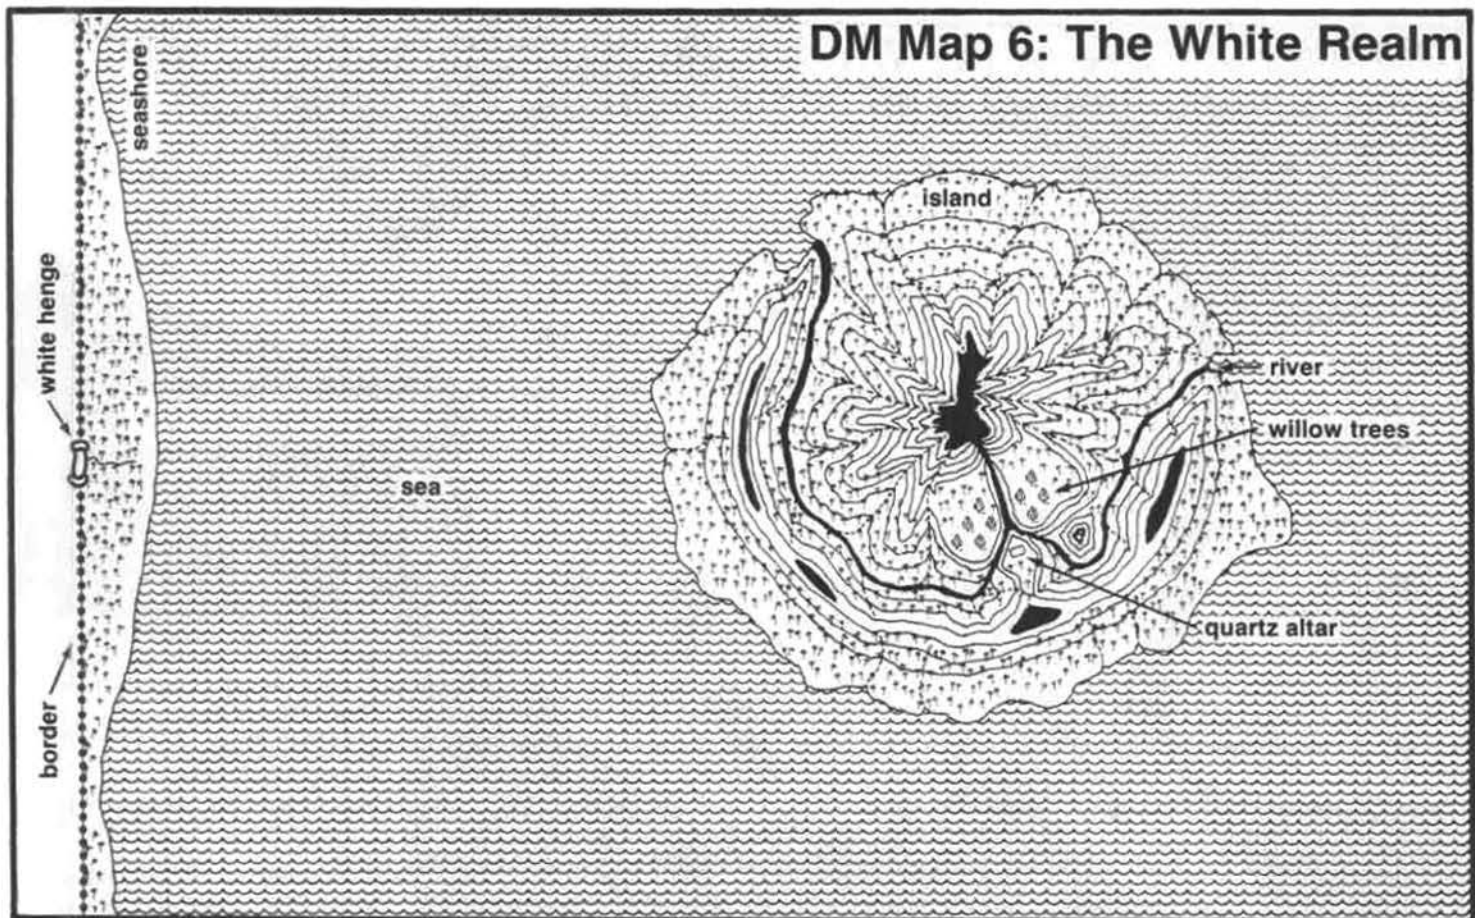 DM Map 6: The White Realm
seashore
island
white henge
river
willow trees
sea
quartz altar
border